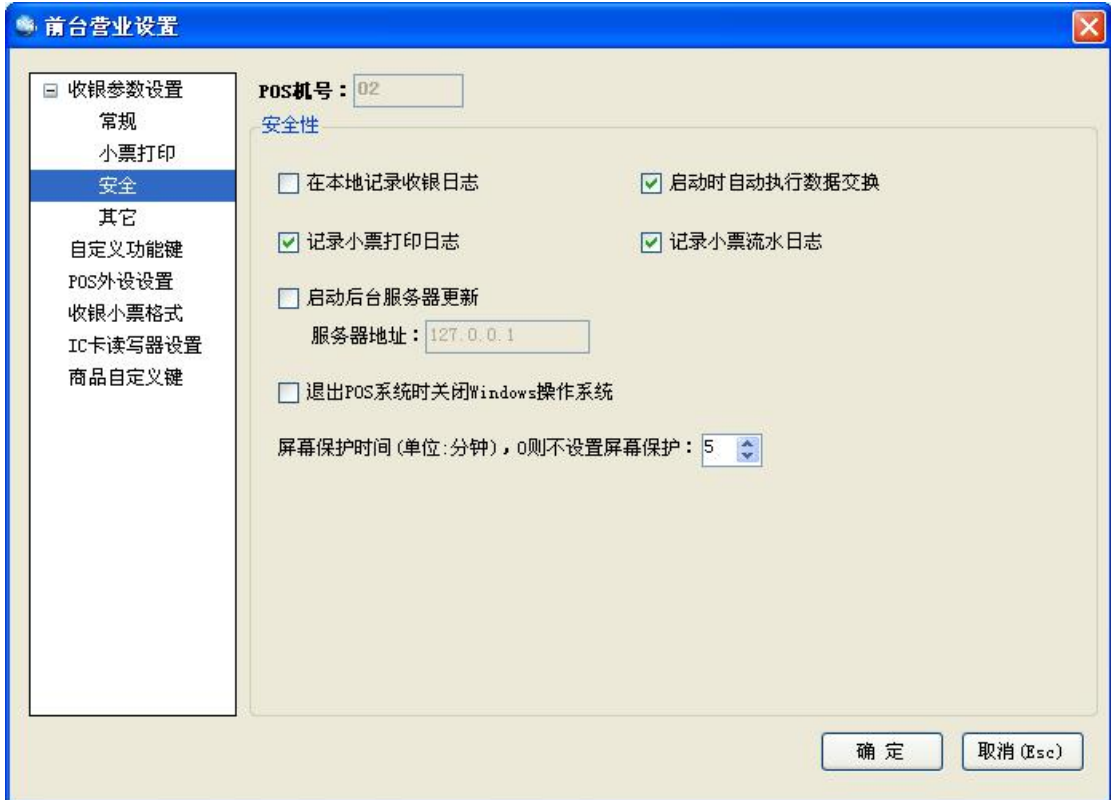 前台营业设置
收银参数设置
常规
小票打印
安全
其它
自定义功能键
POS外设设置
收银小票格式
IC卡读写器设置
商品自定义键
POS机号：02
安全性
在本地记录收银日志
启动时自动执行数据交换
记录小票打印日志
记录小票流水日志
启动后台服务器更新
服务器地址：127.0.0.1
退出POS系统时关闭Windows操作系统
屏幕保护时间(单位:分钟)，0则不设置屏幕保护：5
确 定
取消(Esc)